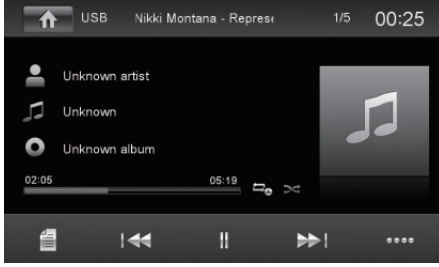 USB Nikki Montana - Represe 1/5 00:25
Unknown artist
Unknown
Unknown album
02:05 05:19